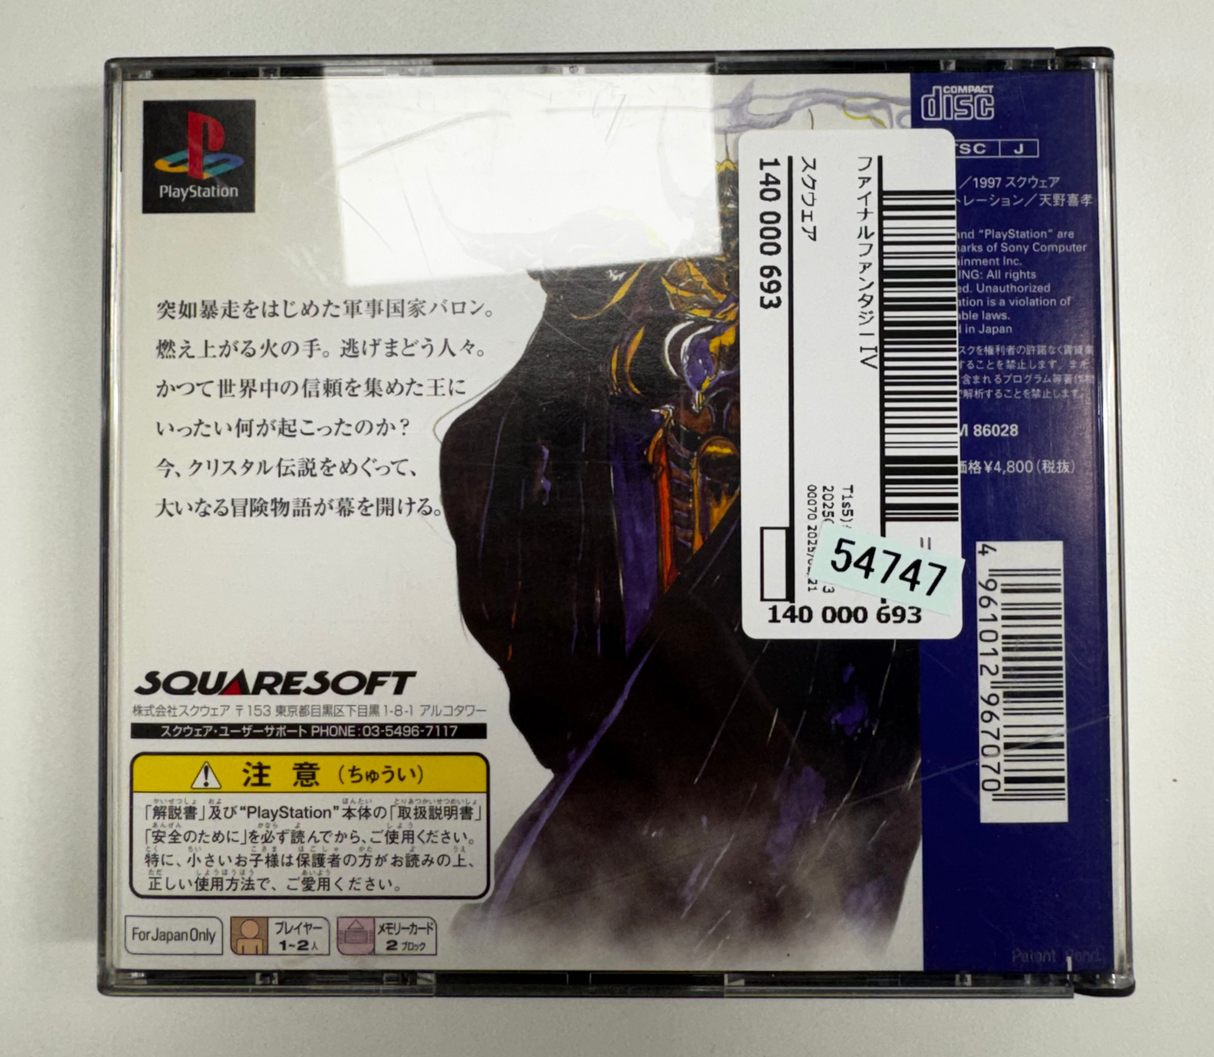 PlayStation
突如暴走をはじめた軍事国家バロン。
燃え上がる火の手。逃げまどう人々。
かつて世界中の信頼を集めた王に
いったい何が起こったのか？
今、クリスタル伝説をめぐって、
大いなる冒険物語が幕を開ける。
SQUARESOFT
株式会社スクウェア 〒153 東京都目黒区下目黒1-8-1 アルコタワー
スクウェア・ユーザーサポート PHONE:03-5496-7117
注意（ちゅうい）
「解説書」及び“PlayStation”本体の「取扱説明書」
「安全のために」を必ず読んでから、ご使用ください。
特に、小さいお子様は保護者の方がお読みの上、
正しい使用方法で、ご愛用ください。
For Japan Only
プレイヤー
1~2人
メモリーカード
2ブロック
ファイナルファンタジーIV
スクウェア
140 000 693
54747
140 000 693
COMPACT
disc
J
／1997 スクウェア
レーション／天野喜孝
and “PlayStation” are
of Sony Computer
Inc.
All rights
Unauthorized
is a violation of
laws.
in Japan
を権利者の許諾なく賃貸業
することを禁止します。また
含まれるプログラム等著作物
解析することを禁止します。
86028
¥4,800（税抜）
4 961012 967070